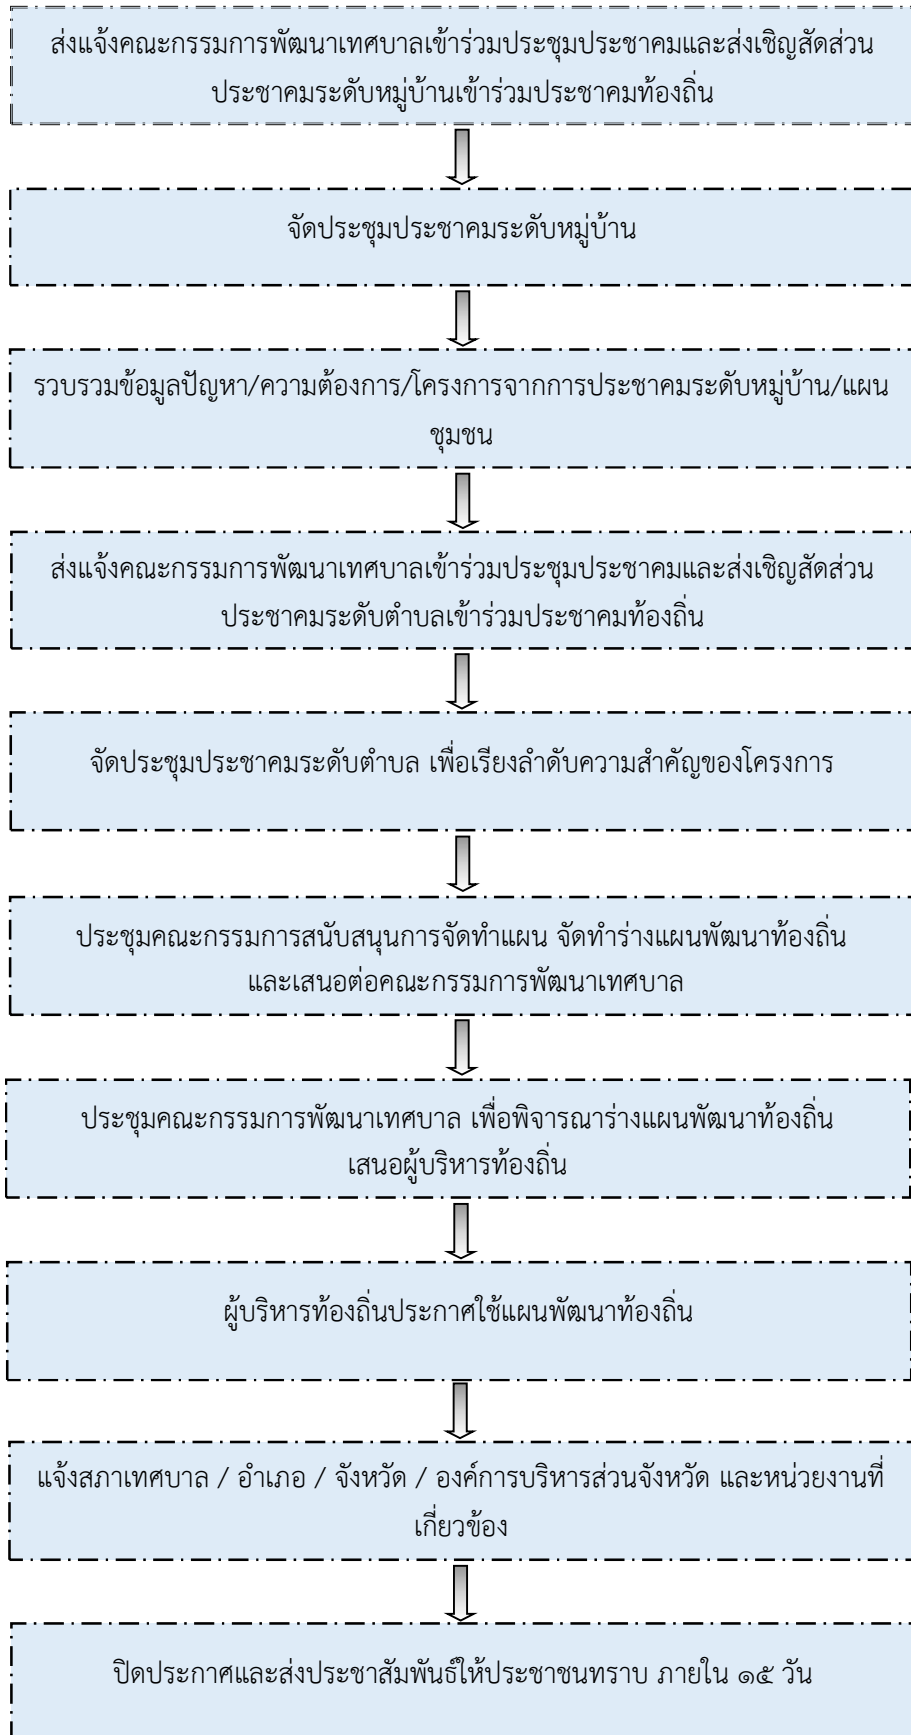 ส่งแจ้งคณะกรรมการพัฒนาเทศบาลเข้าร่วมประชุมประชาคมและส่งเชิญสัดส่วน
ประชาคมระดับหมู่บ้านเข้าร่วมประชาคมท้องถิ่น
จัดประชุมประชาคมระดับหมู่บ้าน
รวบรวมข้อมูลปัญหา/ความต้องการ/โครงการจากการประชาคมระดับหมู่บ้าน/แผน
ชุมชน
ส่งแจ้งคณะกรรมการพัฒนาเทศบาลเข้าร่วมประชุมประชาคมและส่งเชิญสัดส่วน
ประชาคมระดับตำบลเข้าร่วมประชาคมท้องถิ่น
จัดประชุมประชาคมระดับตำบล เพื่อเรียงลำดับความสำคัญของโครงการ
ประชุมคณะกรรมการสนับสนุนการจัดทำแผน จัดทำร่างแผนพัฒนาท้องถิ่น
และเสนอต่อคณะกรรมการพัฒนาเทศบาล
ประชุมคณะกรรมการพัฒนาเทศบาล เพื่อพิจารณาร่างแผนพัฒนาท้องถิ่น
เสนอผู้บริหารท้องถิ่น
ผู้บริหารท้องถิ่นประกาศใช้แผนพัฒนาท้องถิ่น
แจ้งสภาเทศบาล / อำเภอ / จังหวัด / องค์การบริหารส่วนจังหวัด และหน่วยงานที่
เกี่ยวข้อง
ปิดประกาศและส่งประชาสัมพันธ์ให้ประชาชนทราบ ภายใน ๑๕ วัน